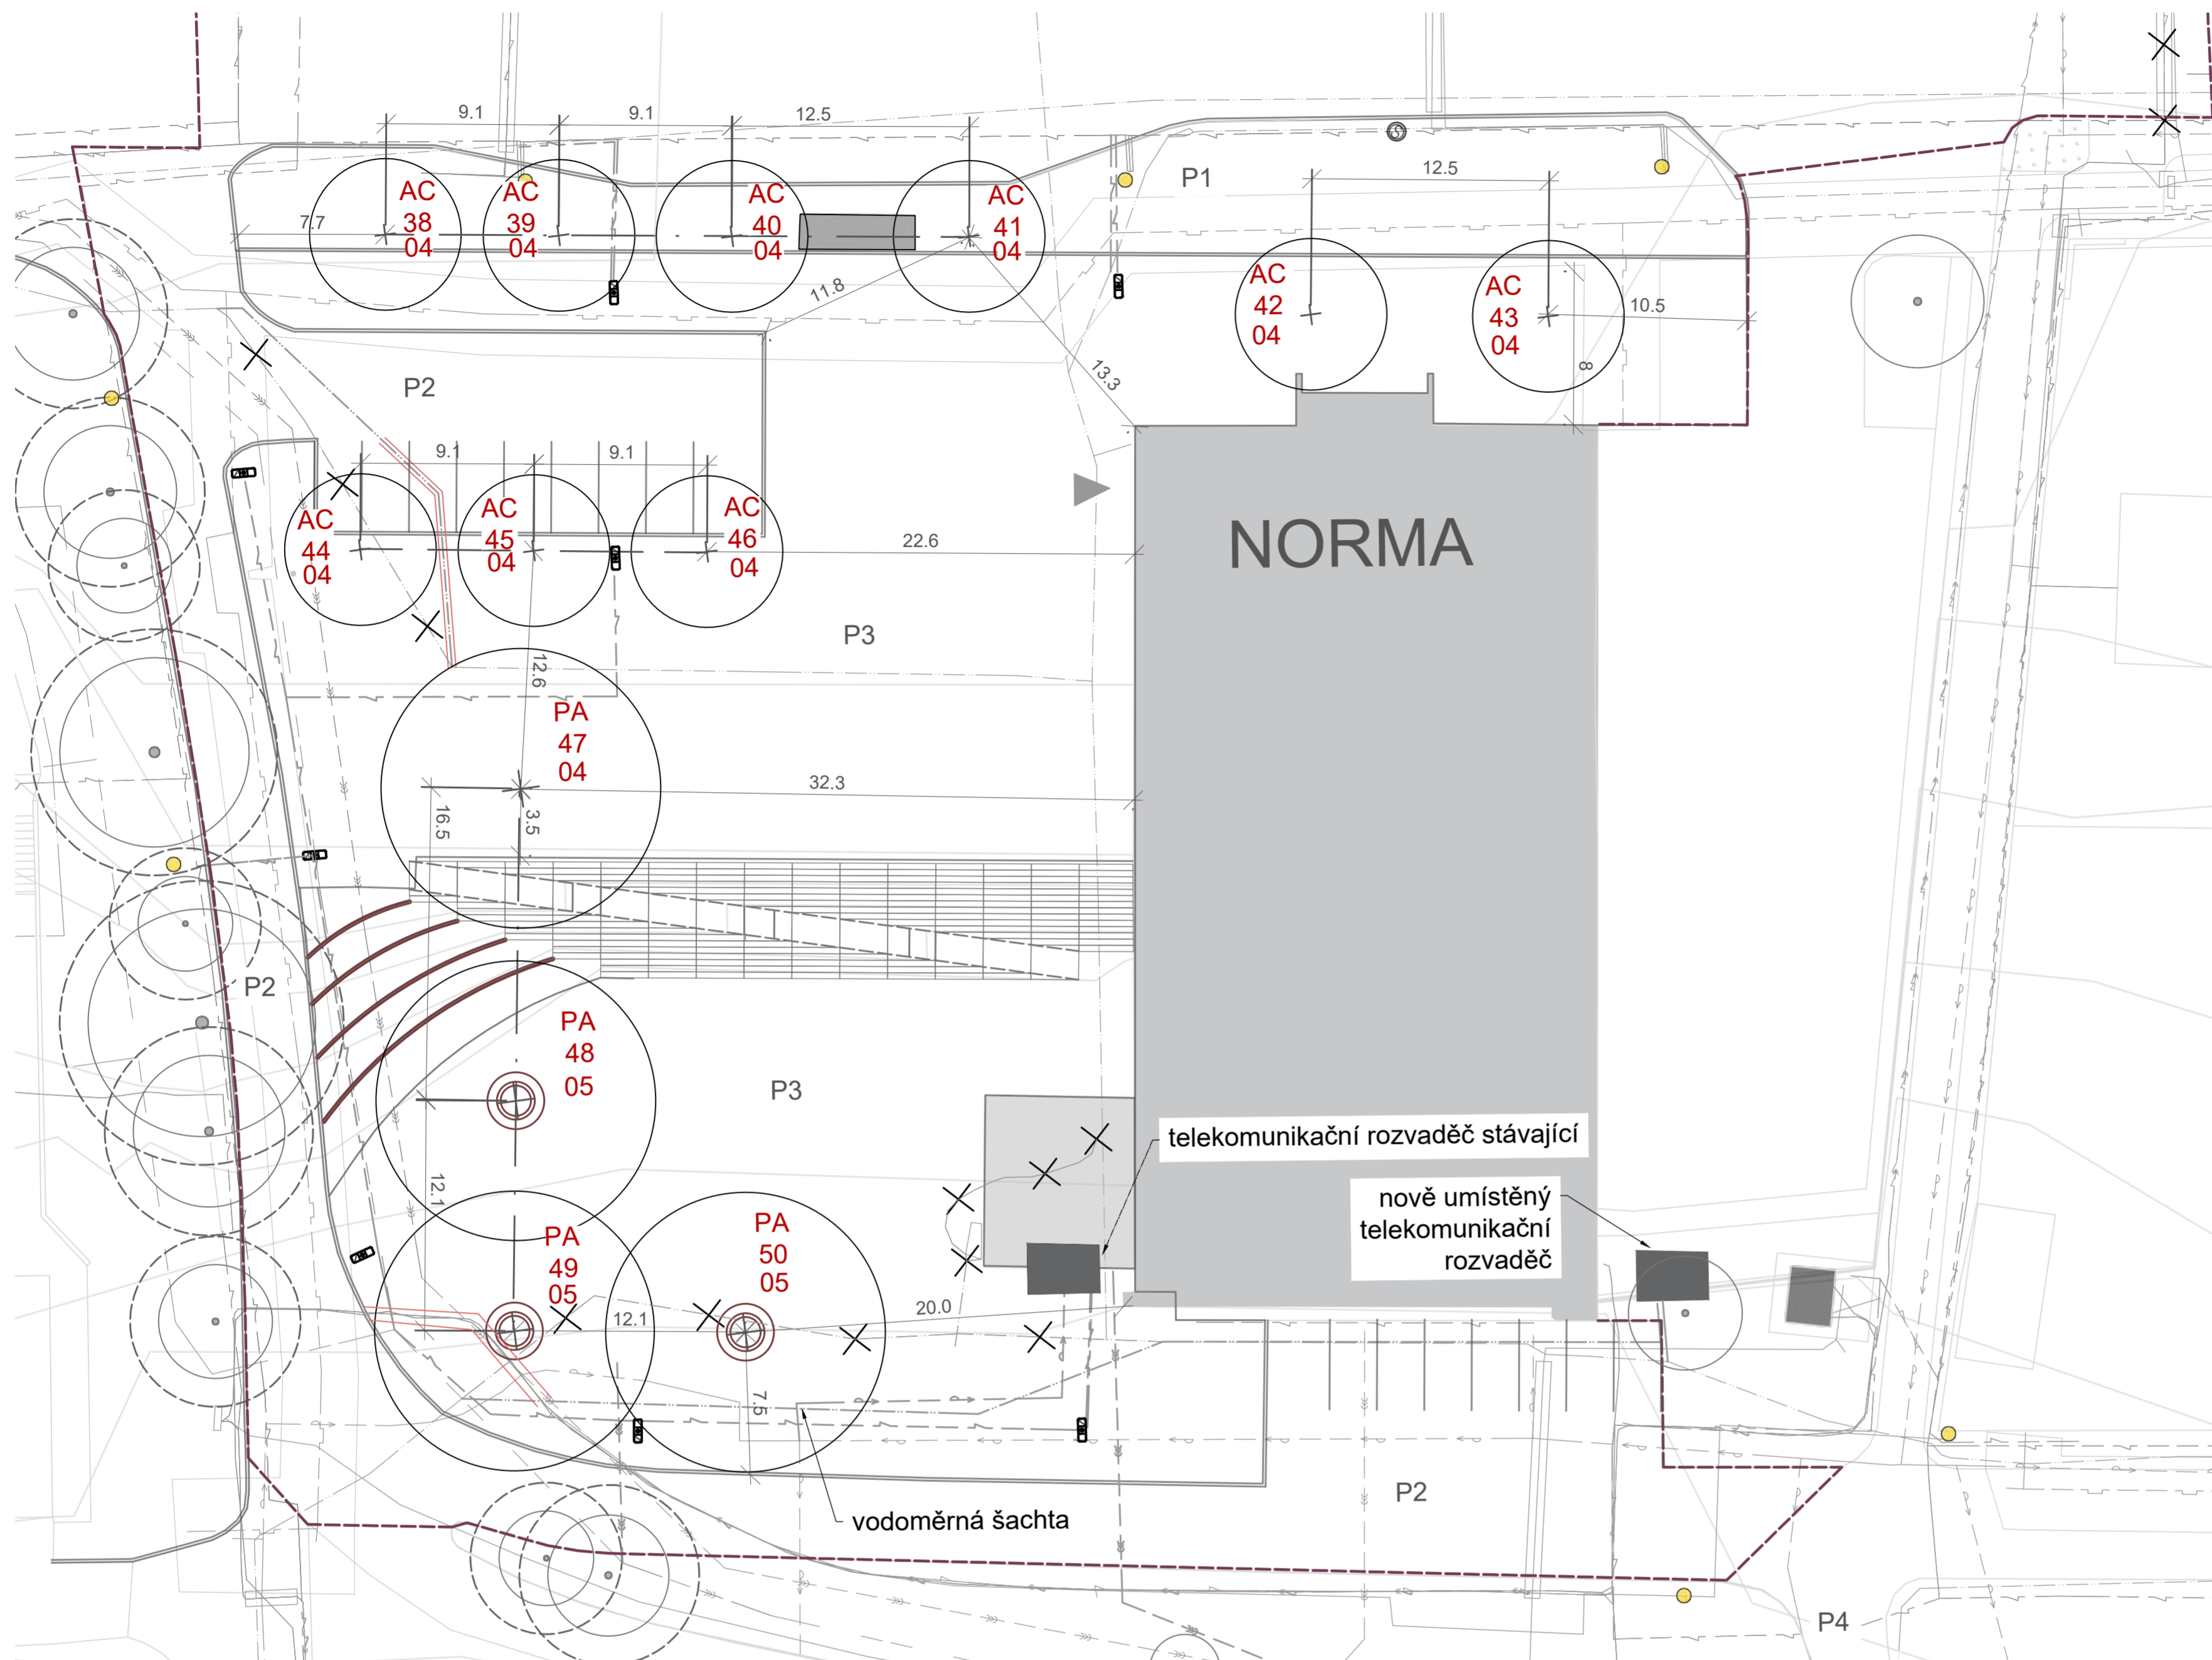 9.1
9.1
12.5
12.5
P1
AC
38
04
AC
39
04
AC
40
04
AC
41
04
7.7
11.8
AC
42
04
AC
43
04
10.5
8
13.3
P2
9.1
9.1
AC
44
04
AC
45
04
AC
46
04
22.6
NORMA
P3
12.6
PA
47
04
32.3
16.5
3.5
P2
PA
48
05
P3
12.1
telekomunikační rozvaděč stávající
nově umístěný
telekomunikační
rozvaděč
PA
49
05
PA
50
05
12.1
20.0
7.5
vodoměrná šachta
P2
P4